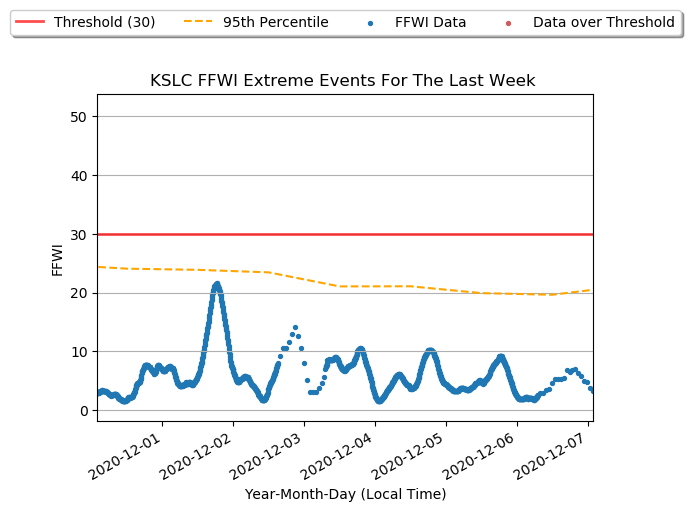 Threshold (30) 95th Percentile FFWI Data Data over Threshold
KSLC FFWI Extreme Events For The Last Week
50
40
30
20
10
0
FFWI
2020-12-01 2020-12-02 2020-12-03 2020-12-04 2020-12-05 2020-12-06 2020-12-07
Year-Month-Day (Local Time)